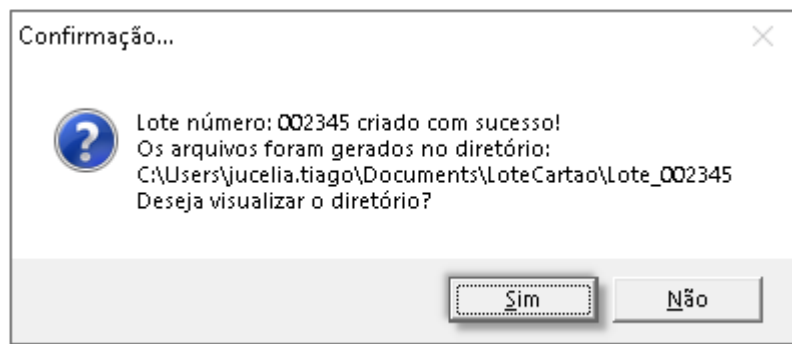 Confirmação...
Lote número: 002345 criado com sucesso!
Os arquivos foram gerados no diretório:
C:\Users\jucelia.tiago\Documents\LoteCartao\Lote_002345
Deseja visualizar o diretório?
Sim
Não